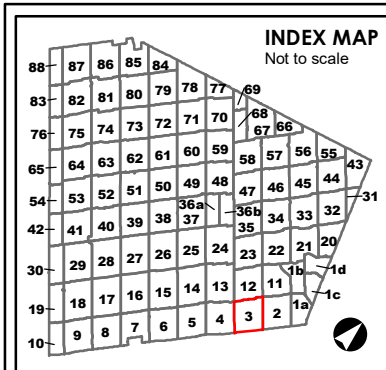 INDEX MAP
Not to scale
88 87 86 85 84
83 82 81 80 79 78 77 69
76 75 74 73 72 71 70 68 67 66
65 64 63 62 61 60 59 58 57 56 55 43
54 53 52 51 50 49 48 47 46 45 44 31
42 41 40 39 38 36a 37 36b 35 34 33 32
30 29 28 27 26 25 24 23 22 21 20
19 18 17 16 15 14 13 12 11 1b 1d
10 9 8 7 6 5 4 3 2 1a 1c